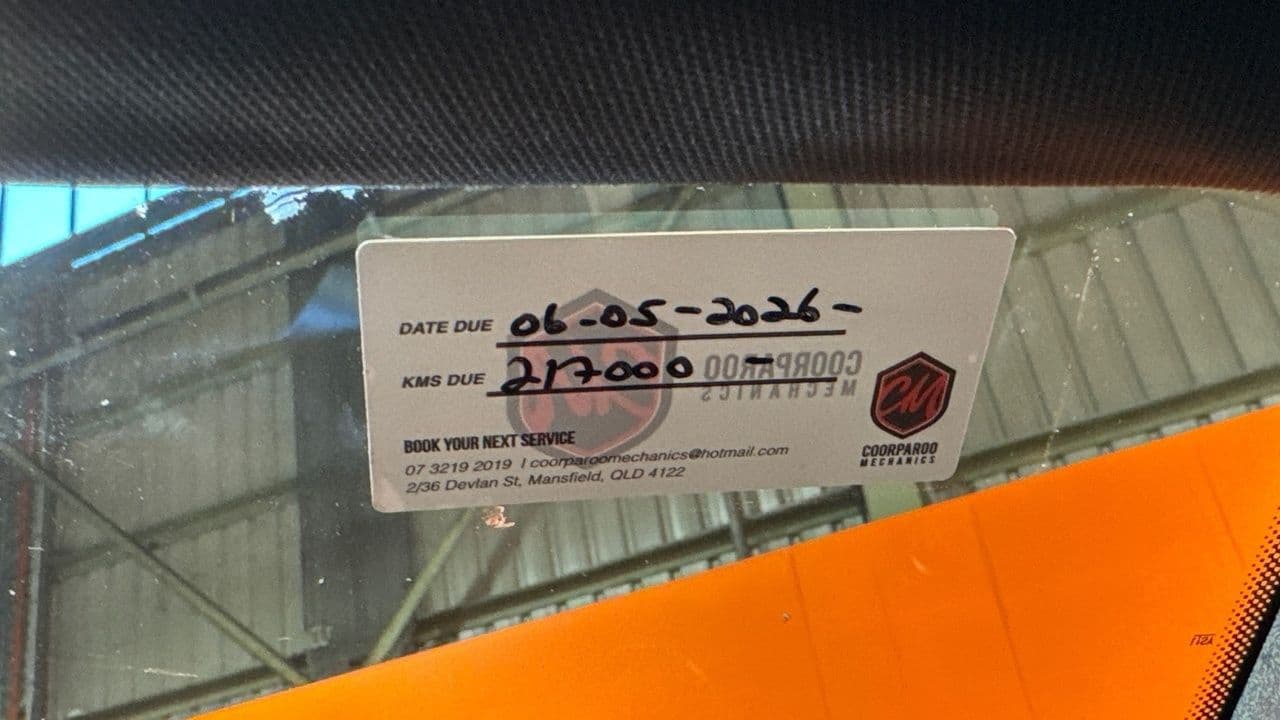 DATE DUE 06-05-2026-
KMS DUE 217000 -
COORPAROO
MECHANICS
BOOK YOUR NEXT SERVICE
07 3219 2019 | coorparoomechanics@hotmail.com
2/36 Devlan St, Mansfield, QLD 4122
CM
COORPAROO
MECHANICS